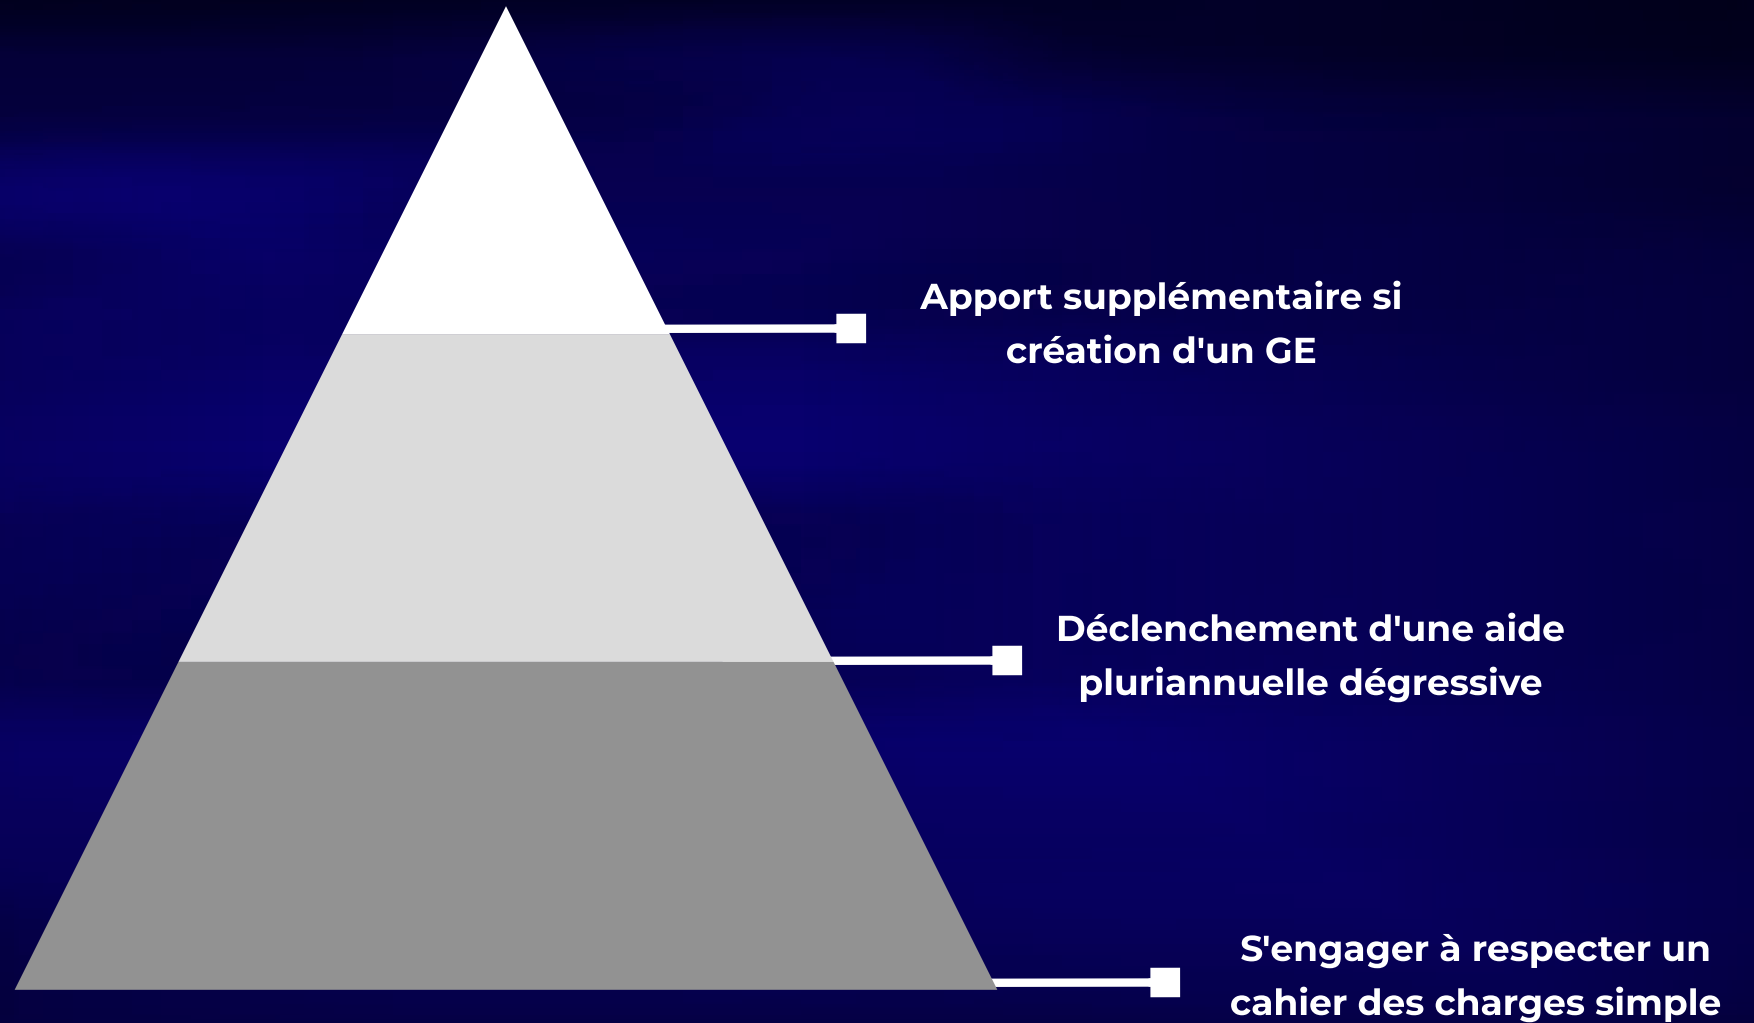 Apport supplémentaire si
création d'un GE
Déclenchement d'une aide
pluriannuelle dégressive
S'engager à respecter un
cahier des charges simple